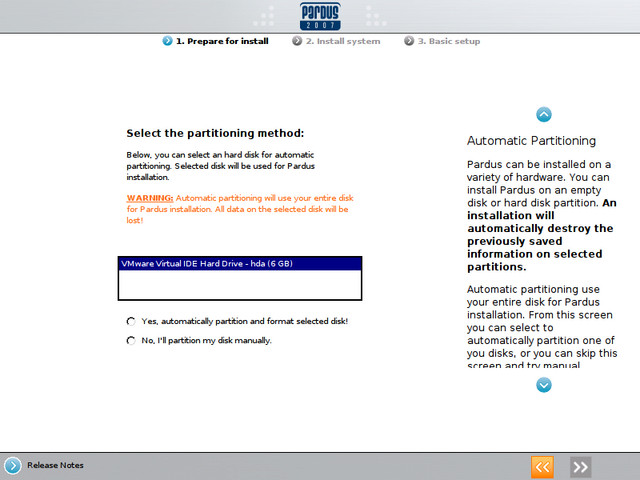 PARDUS
2007
1. Prepare for install
2. Install system
3. Basic setup
Select the partitioning method:
Below, you can select an hard disk for automatic
partitioning. Selected disk will be used for Pardus
installation.
WARNING: Automatic partitioning will use your entire disk
for Pardus installation. All data on the selected disk will be
lost!
VMware Virtual IDE Hard Drive - hda (6 GB)
Yes, automatically partition and format selected disk!
No, I'll partition my disk manually.
Automatic Partitioning
Pardus can be installed on a
variety of hardware. You can
install Pardus on an empty
disk or hard disk partition. An
installation will
automatically destroy the
previously saved
information on selected
partitions.
Automatic partitioning use
your entire disk for Pardus
installation. From this screen
you can select to
automatically partition one of
you disks, or you can skip this
screen and try manual
Release Notes